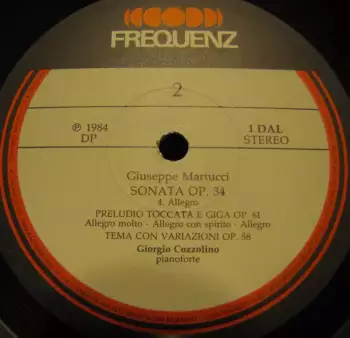 FREQUENZ
2
Ⓟ 1984
DP
1 DAL
STEREO
Giuseppe Martucci
SONATA OP. 34
4. Allegro
PRELUDIO TOCCATA E GIGA OP. 61
Allegro molto - Allegro con spirito - Allegro
TEMA CON VARIAZIONI OP. 58
Giorgio Cozzolino
pianoforte